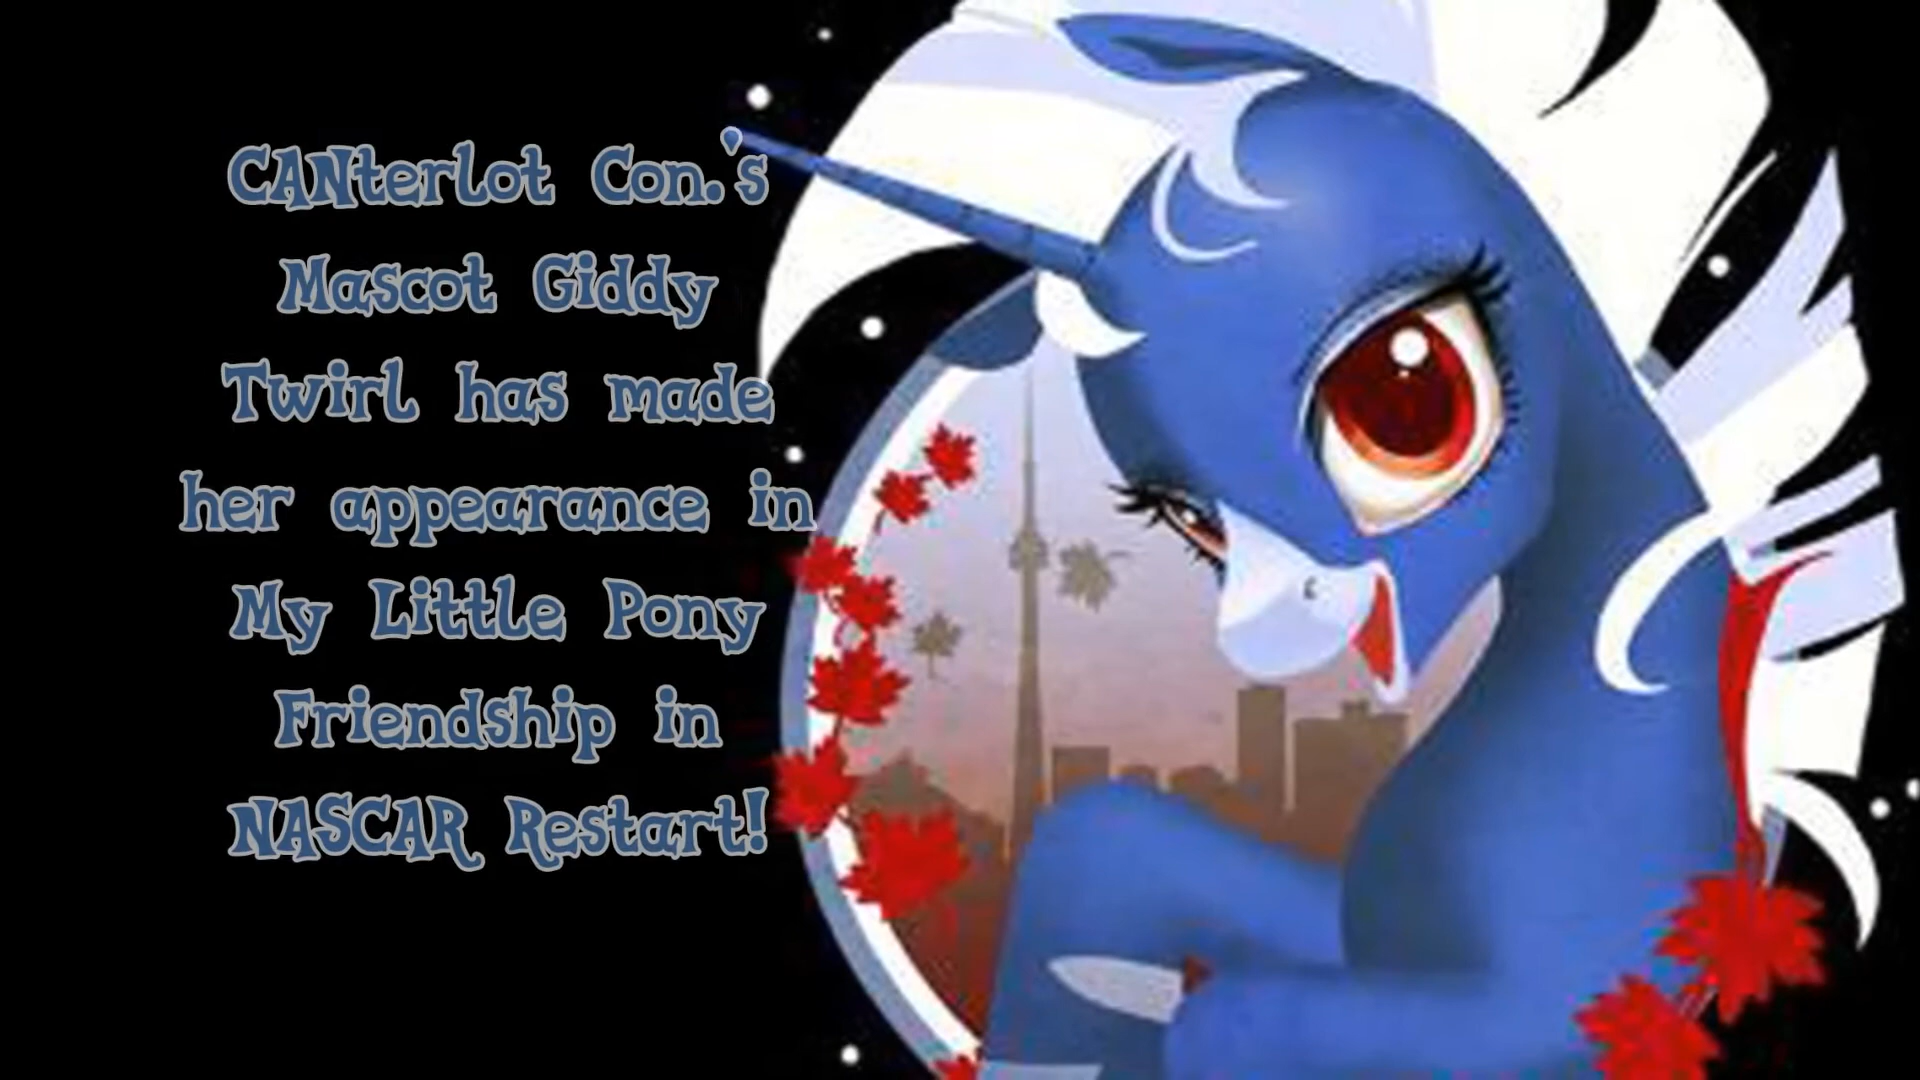 CANterlot Con.'s
Mascot Giddy
Twirl has made
her appearance in
My Little Pony
Friendship in
NASCAR Restart!